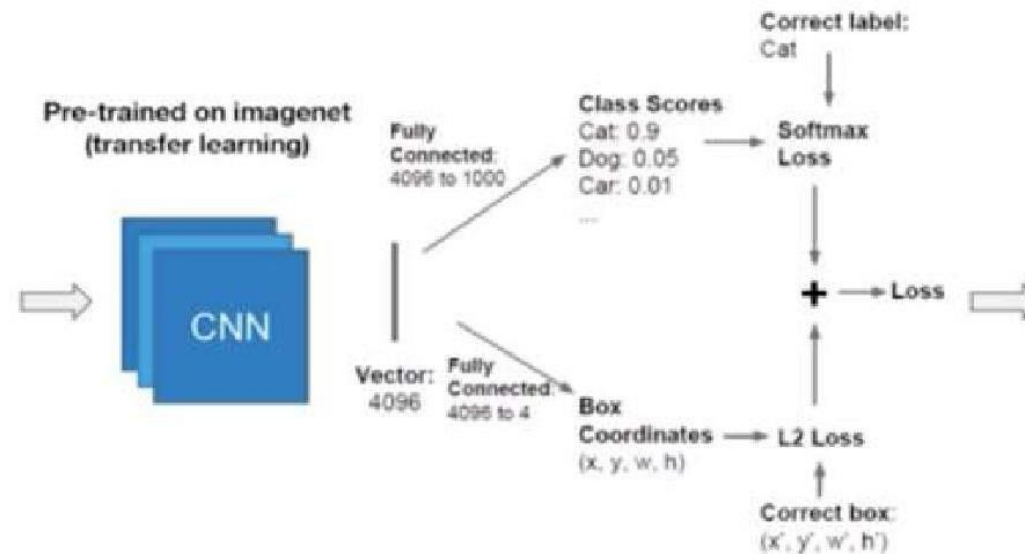 Pre-trained on imagenet
(transfer learning)
CNN
Vector:
4096
Fully
Connected:
4096 to 1000
Fully
Connected:
4096 to 4
Class Scores
Cat: 0.9
Dog: 0.05
Car: 0.01
...
Box
Coordinates
(x, y, w, h)
Correct label:
Cat
Softmax
Loss
+
Loss
L2 Loss
Correct box:
(x', y', w', h')